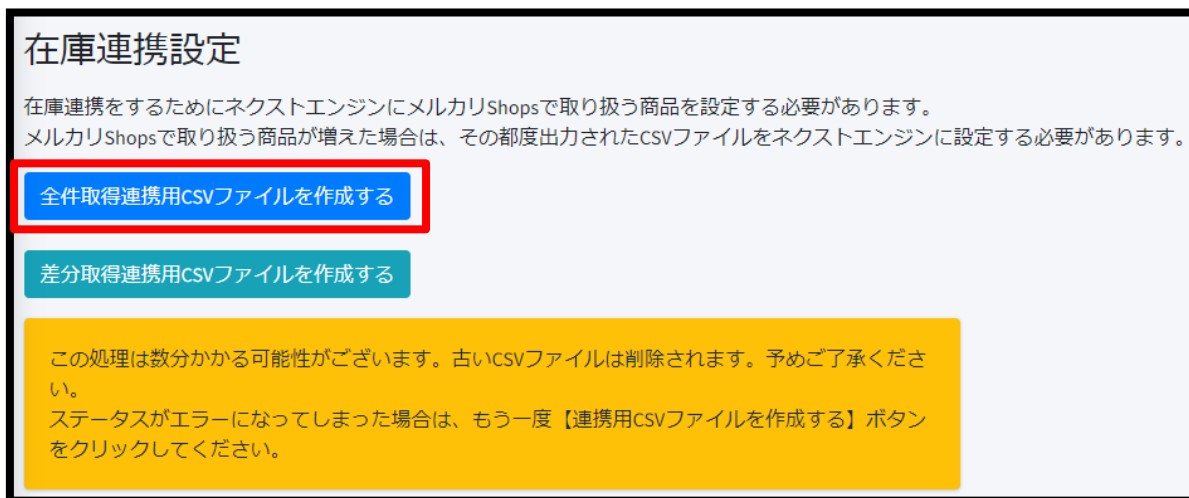 在庫連携設定
在庫連携をするためにネクストエンジンにメルカリShopsで取り扱う商品を設定する必要があります。
メルカリShopsで取り扱う商品が増えた場合は、その都度出力されたCSVファイルをネクストエンジンに設定する必要があります。
全件取得連携用CSVファイルを作成する
差分取得連携用CSVファイルを作成する
この処理は数分かかる可能性がございます。古いCSVファイルは削除されます。予めご了承くださ
い。
ステータスがエラーになってしまった場合は、もう一度【連携用CSVファイルを作成する】ボタン
をクリックしてください。